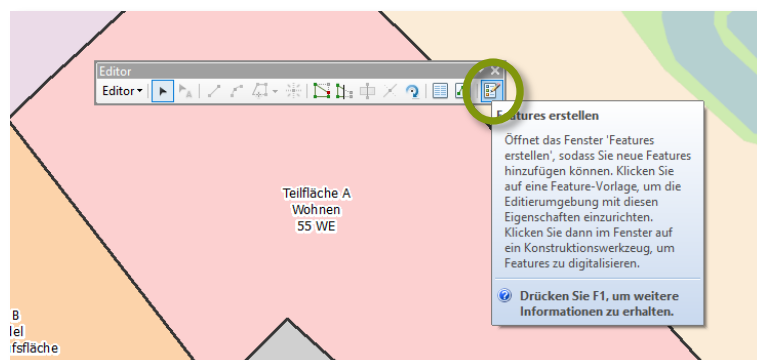 Editor
Editor
Features erstellen
Öffnet das Fenster 'Features
erstellen', sodass Sie neue Features
hinzufügen können. Klicken Sie
auf eine Feature-Vorlage, um die
Editierumgebung mit diesen
Eigenschaften einzurichten.
Klicken Sie dann im Fenster auf
ein Konstruktionswerkzeug, um
Features zu digitalisieren.
Drücken Sie F1, um weitere
Informationen zu erhalten.
Teilfläche A
Wohnen
55 WE
B
del
ufsfläche